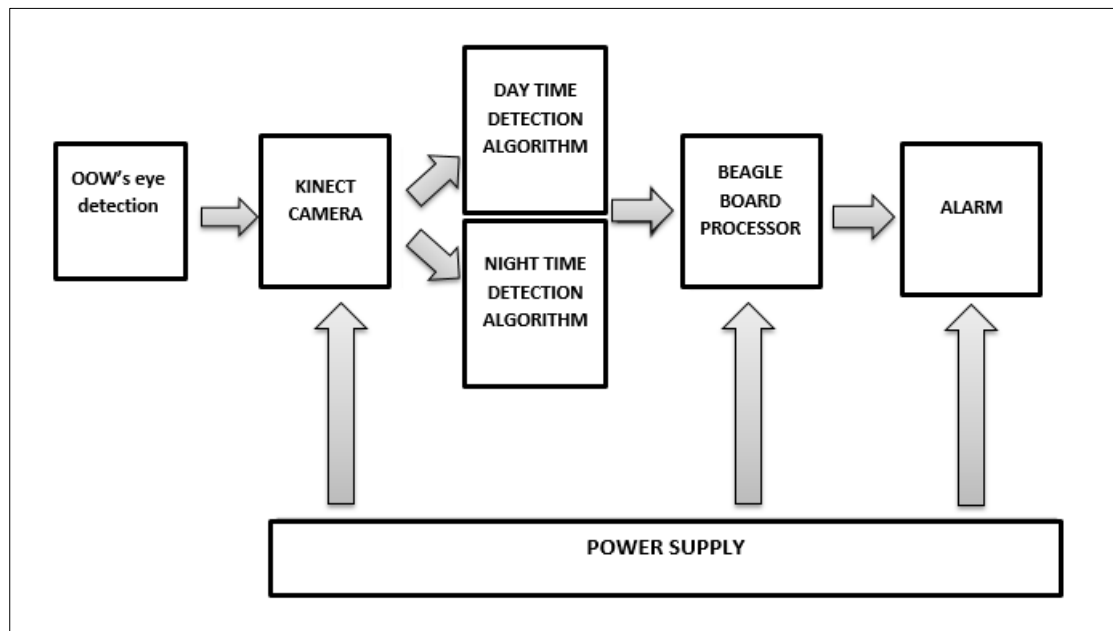 OOW's eye
detection
KINECT
CAMERA
DAY TIME
DETECTION
ALGORITHM
NIGHT TIME
DETECTION
ALGORITHM
BEAGLE
BOARD
PROCESSOR
ALARM
POWER SUPPLY